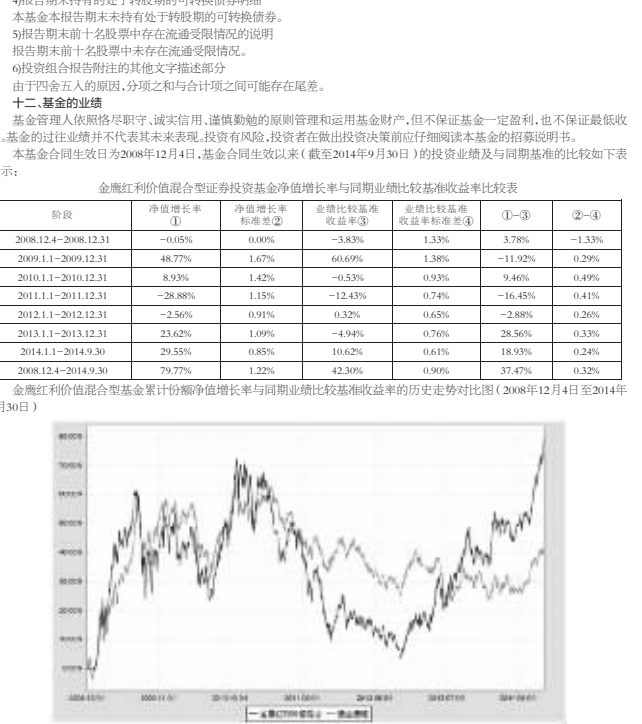 4)报告期末持有的处于转股期的可转换债券明细
本基金本报告期末未持有处于转股期的可转换债券。
5)报告期末前十名股票中存在流通受限情况的说明
报告期末前十名股票中未存在流通受限情况。
6)投资组合报告附注的其他文字描述部分
由于四舍五入的原因,分项之和与合计项之间可能存在尾差。
十二、基金的业绩
基金管理人依照恪尽职守、诚实信用、谨慎勤勉的原则管理和运用基金财产,但不保证基金一定盈利,也不保证最低收
。基金的过往业绩并不代表其未来表现。投资有风险,投资者在做出投资决策前应仔细阅读本基金的招募说明书。
本基金合同生效日为2008年12月4日,基金合同生效以来(截至2014年9月30日)的投资业绩及与同期基准的比较如下表
示:
金鹰红利价值混合型证券投资基金净值增长率与同期业绩比较基准收益率比较表
阶段 净值增长率① 净值增长率标准差② 业绩比较基准收益率③ 业绩比较基准收益率标准差④ ①-③ ②-④
2008.12.4-2008.12.31 -0.05% 0.00% -3.83% 1.33% 3.78% -1.33%
2009.1.1-2009.12.31 48.77% 1.67% 60.69% 1.38% -11.92% 0.29%
2010.1.1-2010.12.31 8.93% 1.42% -0.53% 0.93% 9.46% 0.49%
2011.1.1-2011.12.31 -28.88% 1.15% -12.43% 0.74% -16.45% 0.41%
2012.1.1-2012.12.31 -2.56% 0.91% 0.32% 0.65% -2.88% 0.26%
2013.1.1-2013.12.31 23.62% 1.09% -4.94% 0.76% 28.56% 0.33%
2014.1.1-2014.9.30 29.55% 0.85% 10.62% 0.61% 18.93% 0.24%
2008.12.4-2014.9.30 79.77% 1.22% 42.30% 0.90% 37.47% 0.32%
金鹰红利价值混合型基金累计份额净值增长率与同期业绩比较基准收益率的历史走势对比图(2008年12月4日至2014年
月30日)